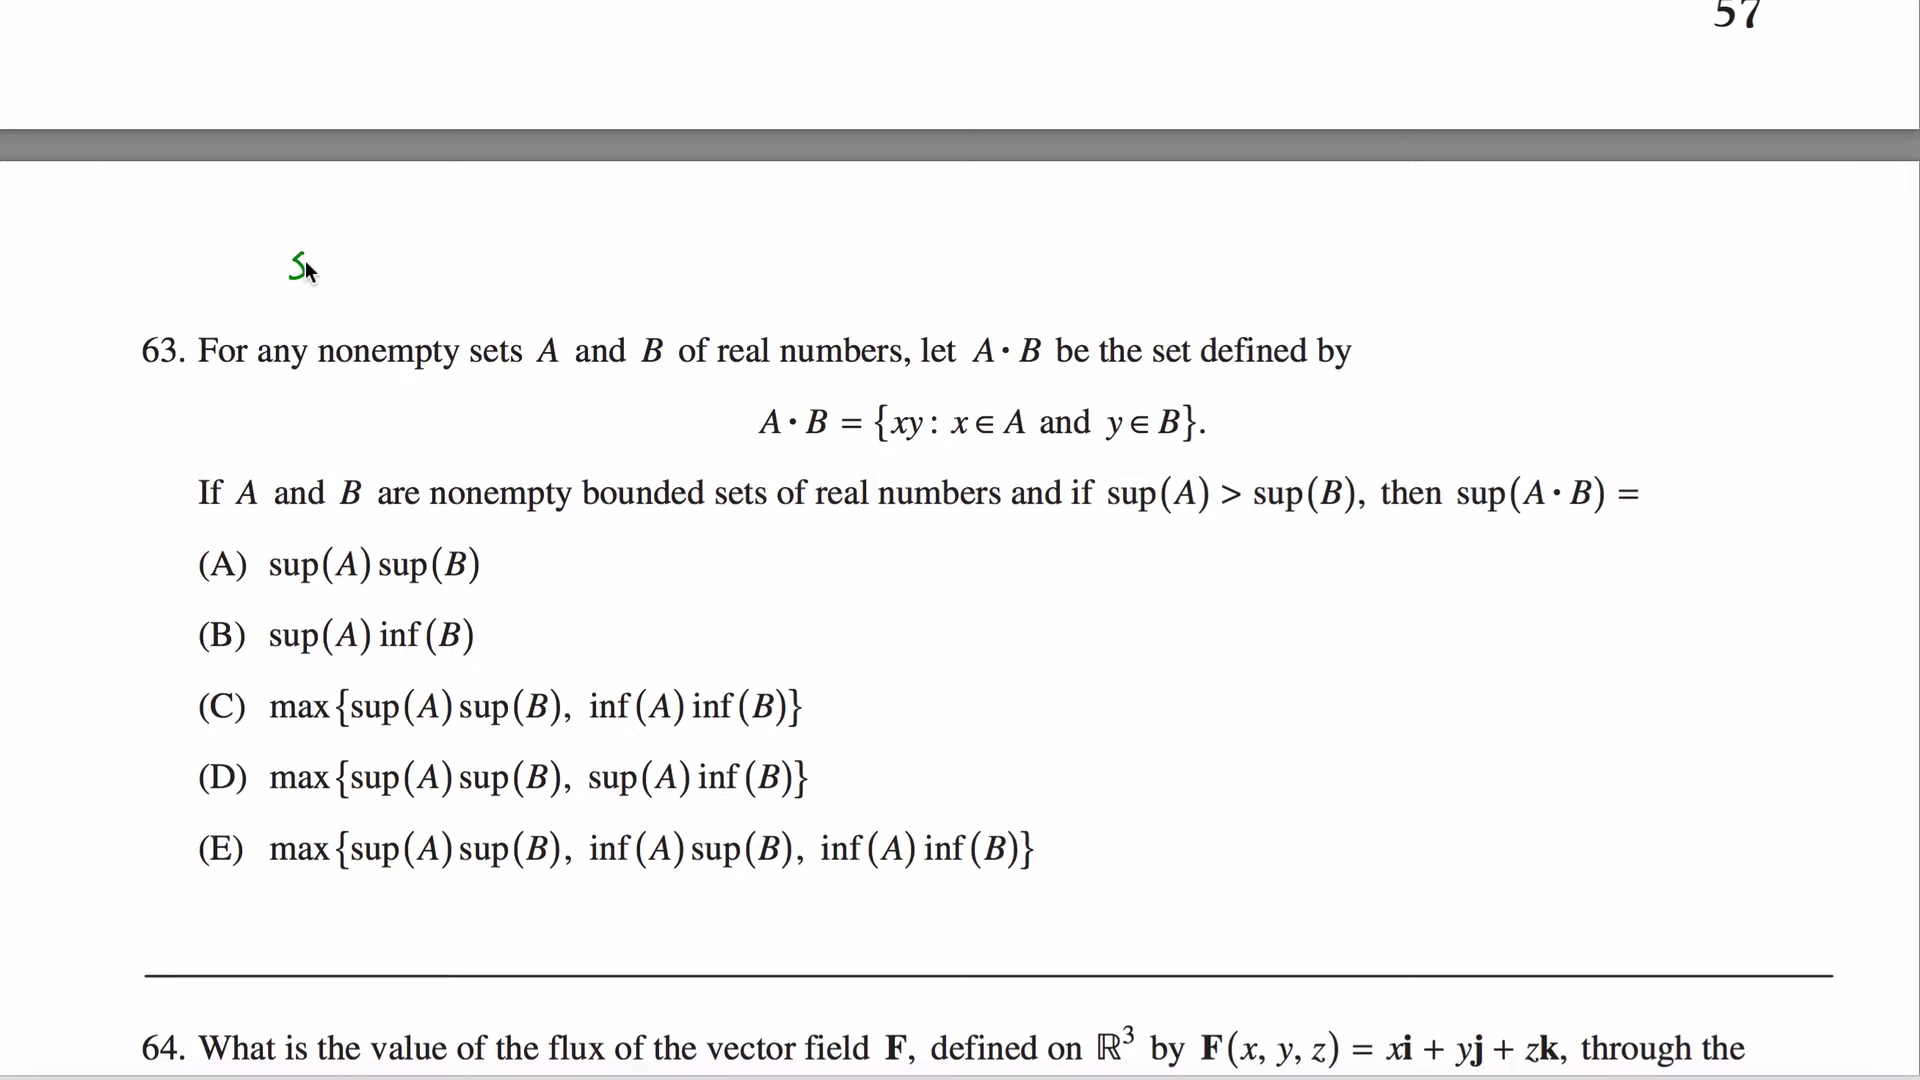 57
S
63. For any nonempty sets A and B of real numbers, let A · B be the set defined by
A · B = {xy : x ∈ A and y ∈ B}.
If A and B are nonempty bounded sets of real numbers and if sup(A) > sup(B), then sup(A · B) =
(A) sup(A) sup(B)
(B) sup(A) inf(B)
(C) max{sup(A) sup(B), inf(A) inf(B)}
(D) max{sup(A) sup(B), sup(A) inf(B)}
(E) max{sup(A) sup(B), inf(A) sup(B), inf(A) inf(B)}
64. What is the value of the flux of the vector field F, defined on ℝ³ by F(x, y, z) = xi + yj + zk, through the